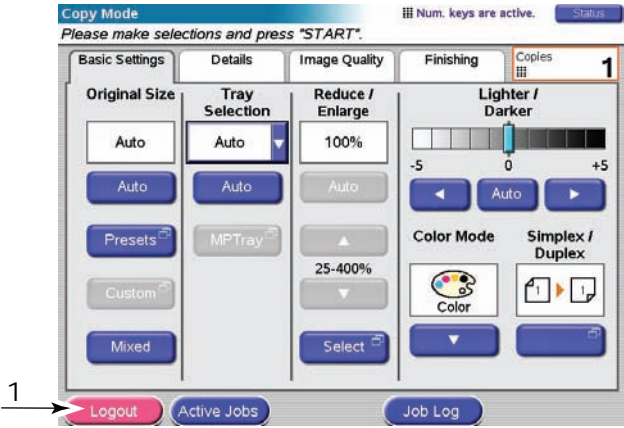 Copy Mode
Num. keys are active.
Status
Please make selections and press "START".
Basic Settings
Details
Image Quality
Finishing
Copies
1
Original Size
Tray
Selection
Reduce /
Enlarge
Lighter /
Darker
Auto
Auto
100%
-5
0
+5
Auto
Auto
Auto
Auto
Presets
MPTray
Color Mode
Simplex /
Duplex
25-400%
Custom
Color
1
1
Mixed
Select
1
Logout
Active Jobs
Job Log